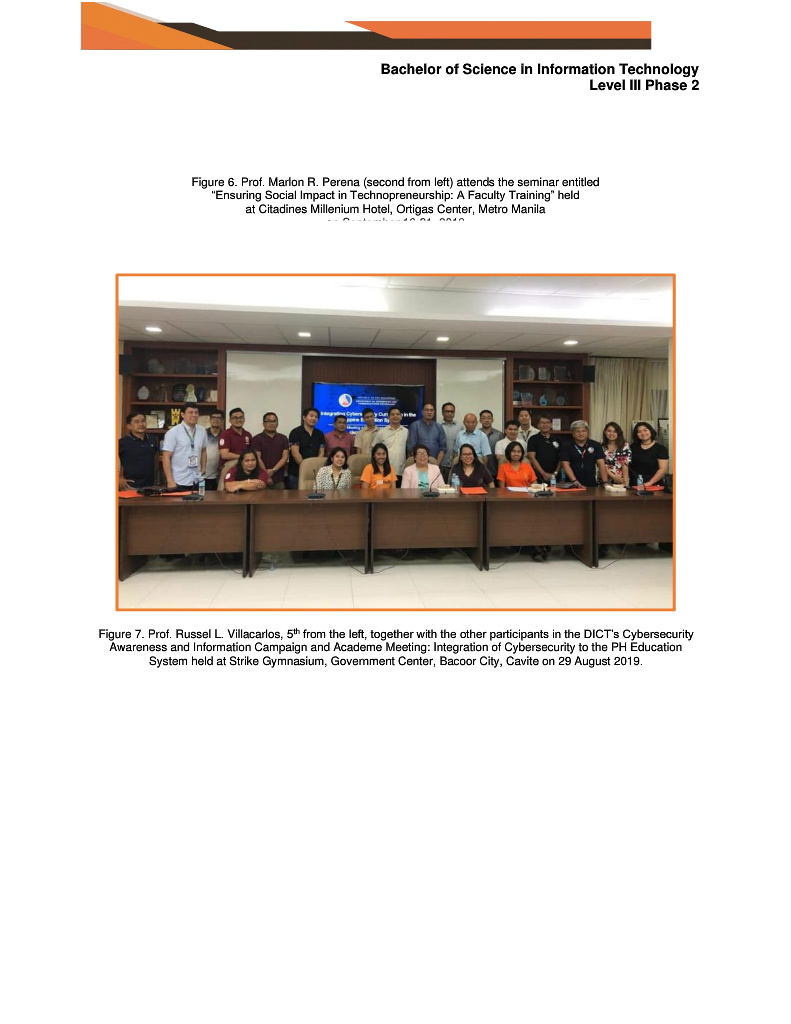 Bachelor of Science in Information Technology
Level III Phase 2
Figure 6. Prof. Marlon R. Perena (second from left) attends the seminar entitled
“Ensuring Social Impact in Technopreneurship: A Faculty Training” held
at Citadines Millenium Hotel, Ortigas Center, Metro Manila
Integrating in the
Figure 7. Prof. Russel L. Villacarlos, 5th from the left, together with the other participants in the DICT’s Cybersecurity
Awareness and Information Campaign and Academe Meeting: Integration of Cybersecurity to the PH Education
System held at Strike Gymnasium, Government Center, Bacoor City, Cavite on 29 August 2019.